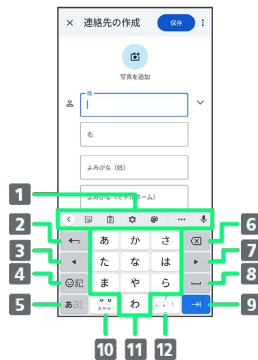 × 連絡先の作成 保存
写真を追加
姓
名
よみがな（姓）
よみがな（ミドルネーム）
1
2 あ か さ 6
3 た な は 7
4 ☺記 ま や ら 8
5 あa1 わ 9
10 11 12